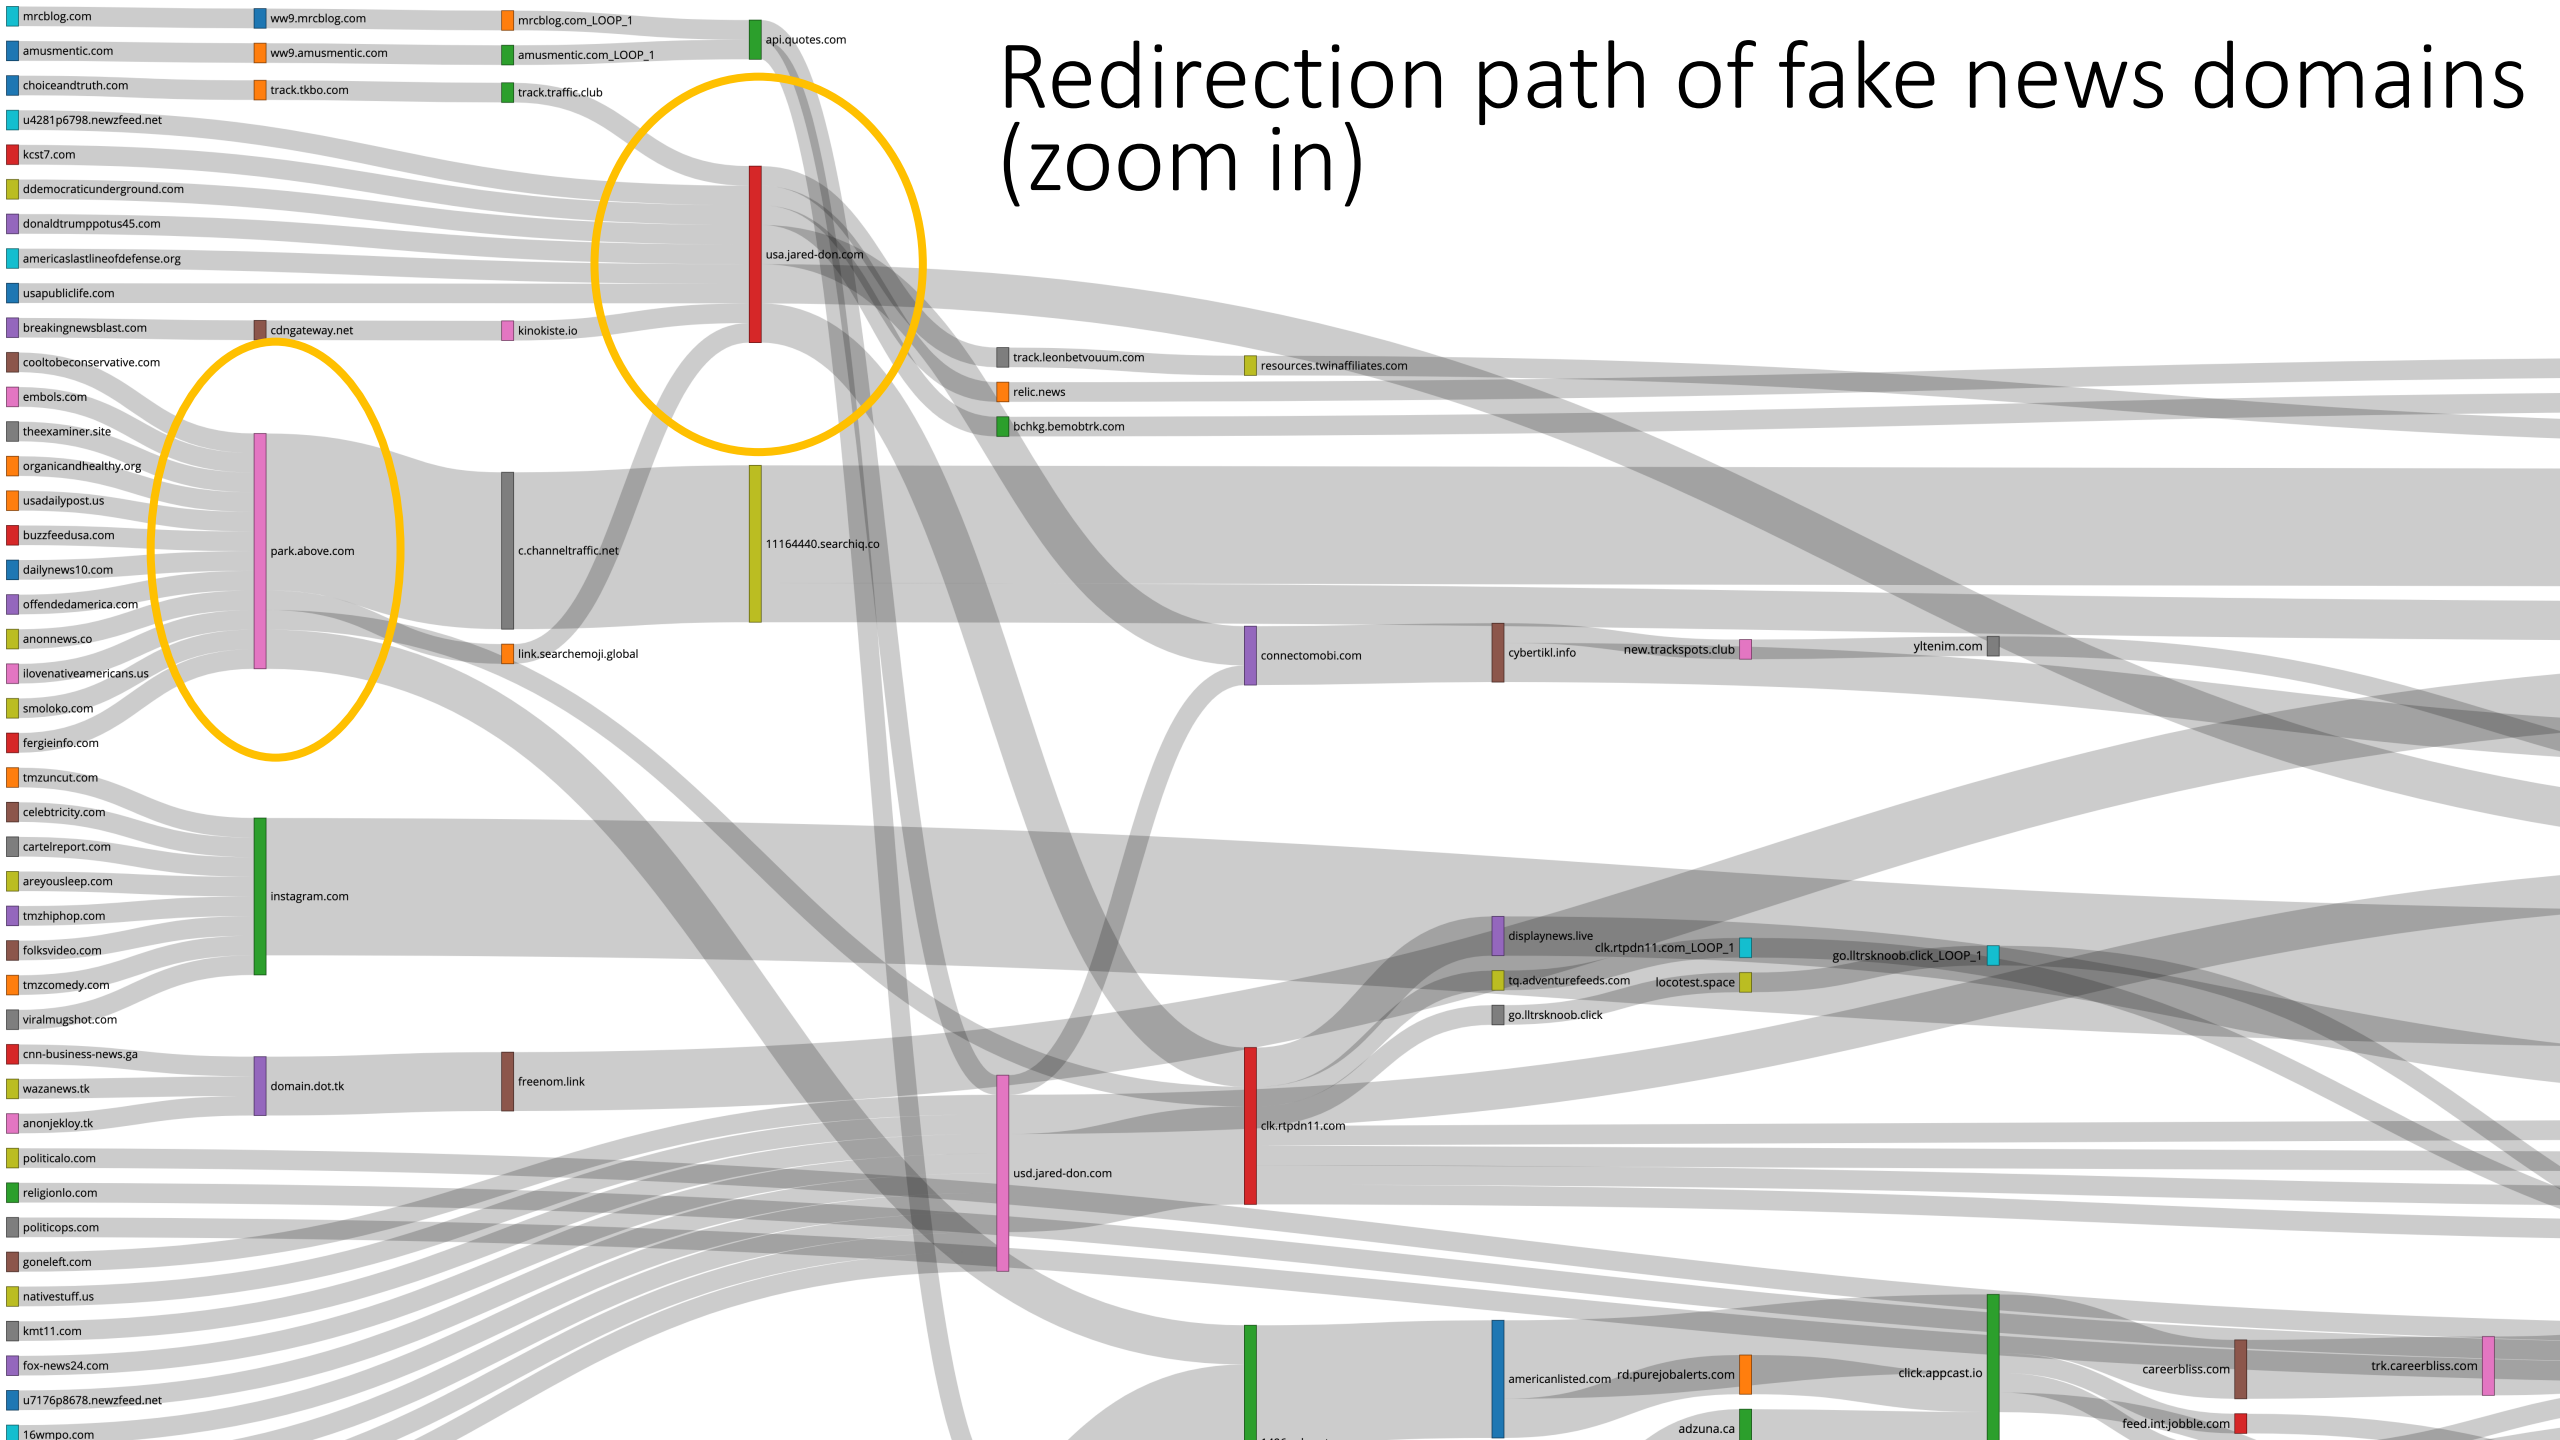 Redirection path of fake news domains
(zoom in)
mrcblog.com
ww9.mrcblog.com
mrcblog.com_LOOP_1
api.quotes.com
amusmentic.com
ww9.amusmentic.com
amusmentic.com_LOOP_1
choiceandtruth.com
track.tkbo.com
track.traffic.club
u4281p6798.newzfeed.net
kcst7.com
ddemocraticunderground.com
donaldtrumppotus45.com
americaslastlineofdefense.org
usa.jared-don.com
usapubliclife.com
breakingnewsblast.com
cdngateway.net
kinokiste.io
cooltobeconservative.com
track.leonbetvouum.com
resources.twinaffiliates.com
embols.com
relic.news
theexaminer.site
bchkg.bemobtrk.com
organicandhealthy.org
usadailypost.us
buzzfeedusa.com
park.above.com
c.channeltraffic.net
11164440.searchiq.co
dailynews10.com
offendedamerica.com
anonnews.co
link.searchemoji.global
connectomobi.com
cybertikl.info
new.trackspots.club
yltenim.com
ilovenativeamericans.us
smoloko.com
fergieinfo.com
tmzuncut.com
celebtricity.com
cartelreport.com
areyousleep.com
instagram.com
tmzhiphop.com
folksvideo.com
displaynews.live
clk.rtpdn11.com_LOOP_1
go.lltrsknoob.click_LOOP_1
tmzcomedy.com
tq.adventurefeeds.com
locotest.space
viralmugshot.com
go.lltrsknoob.click
cnn-business-news.ga
wazanews.tk
domain.dot.tk
freenom.link
anonjekloy.tk
clk.rtpdn11.com
politicalo.com
usd.jared-don.com
religionlo.com
politicops.com
goneleft.com
nativestuff.us
kmt11.com
fox-news24.com
americanlisted.com
rd.purejobalerts.com
click.appcast.io
careerbliss.com
trk.careerbliss.com
u7176p8678.newzfeed.net
16wmpo.com
adzuna.ca
feed.int.jobble.com